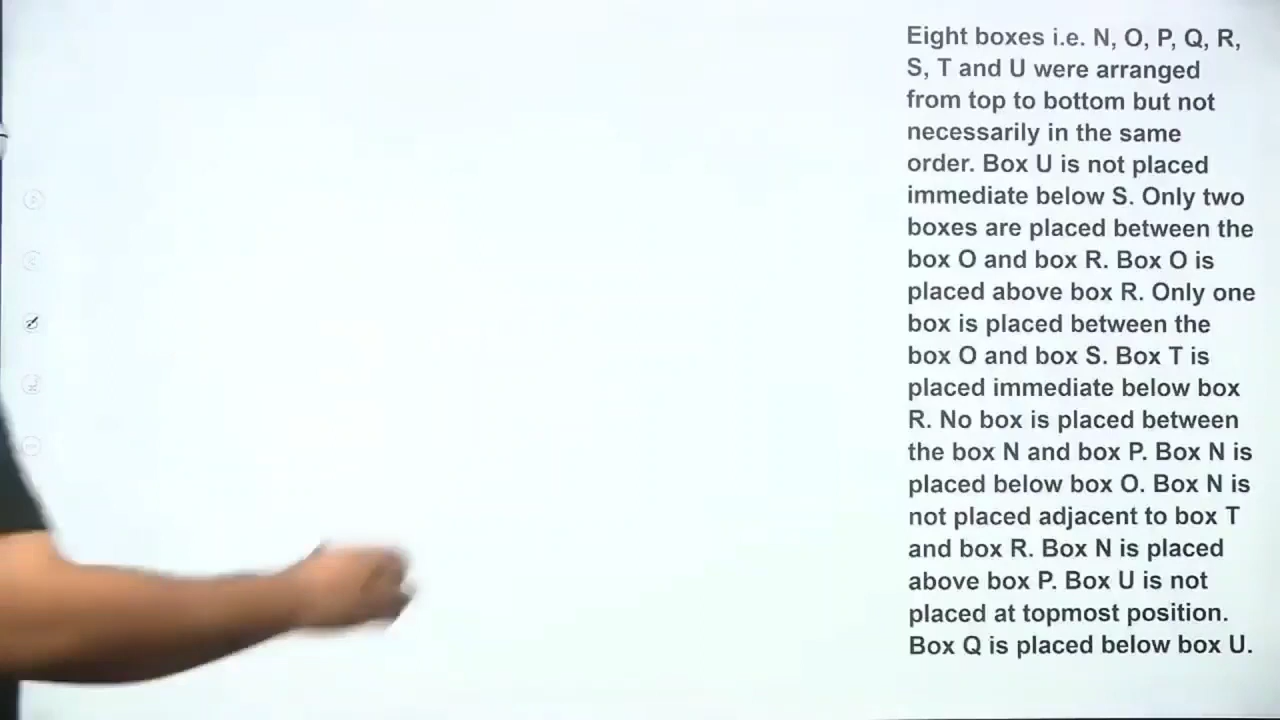 Eight boxes i.e. N, O, P, Q, R,
S, T and U were arranged
from top to bottom but not
necessarily in the same
order. Box U is not placed
immediate below S. Only two
boxes are placed between the
box O and box R. Box O is
placed above box R. Only one
box is placed between the
box O and box S. Box T is
placed immediate below box
R. No box is placed between
the box N and box P. Box N is
placed below box O. Box N is
not placed adjacent to box T
and box R. Box N is placed
above box P. Box U is not
placed at topmost position.
Box Q is placed below box U.